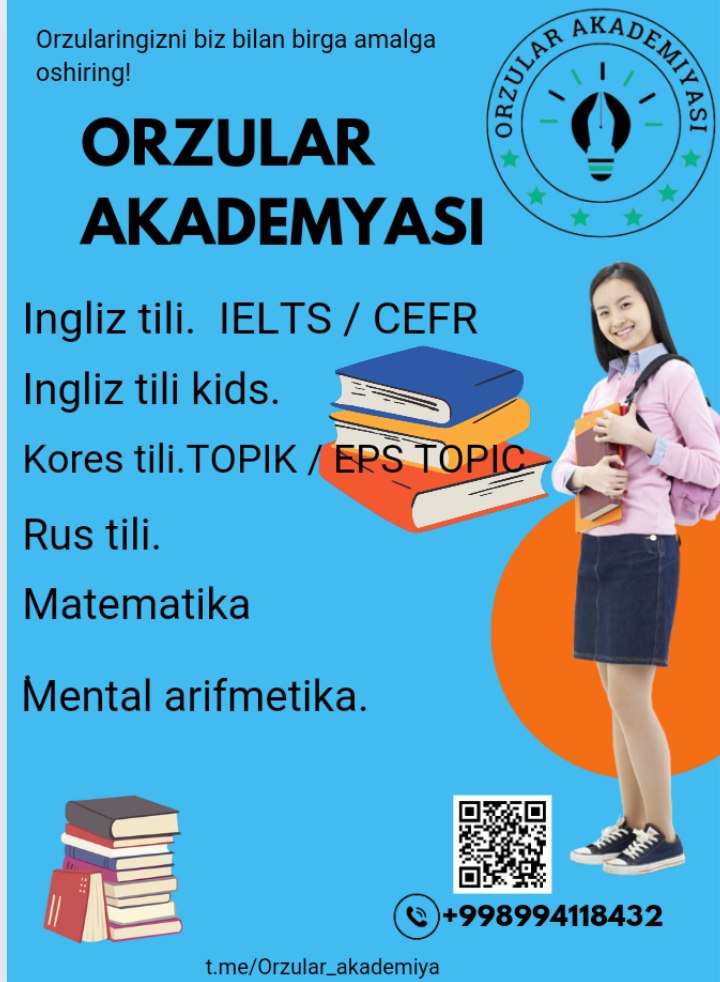 Orzularingizni biz bilan birga amalga
oshiring!
ORZULAR AKADEMIYASI
ORZULAR
AKADEMYASI
Ingliz tili.  IELTS / CEFR
Ingliz tili kids.
Kores tili.TOPIK / EPS TOPIC
Rus tili.
Matematika
Mental arifmetika.
+998994118432
t.me/Orzular_akademiya